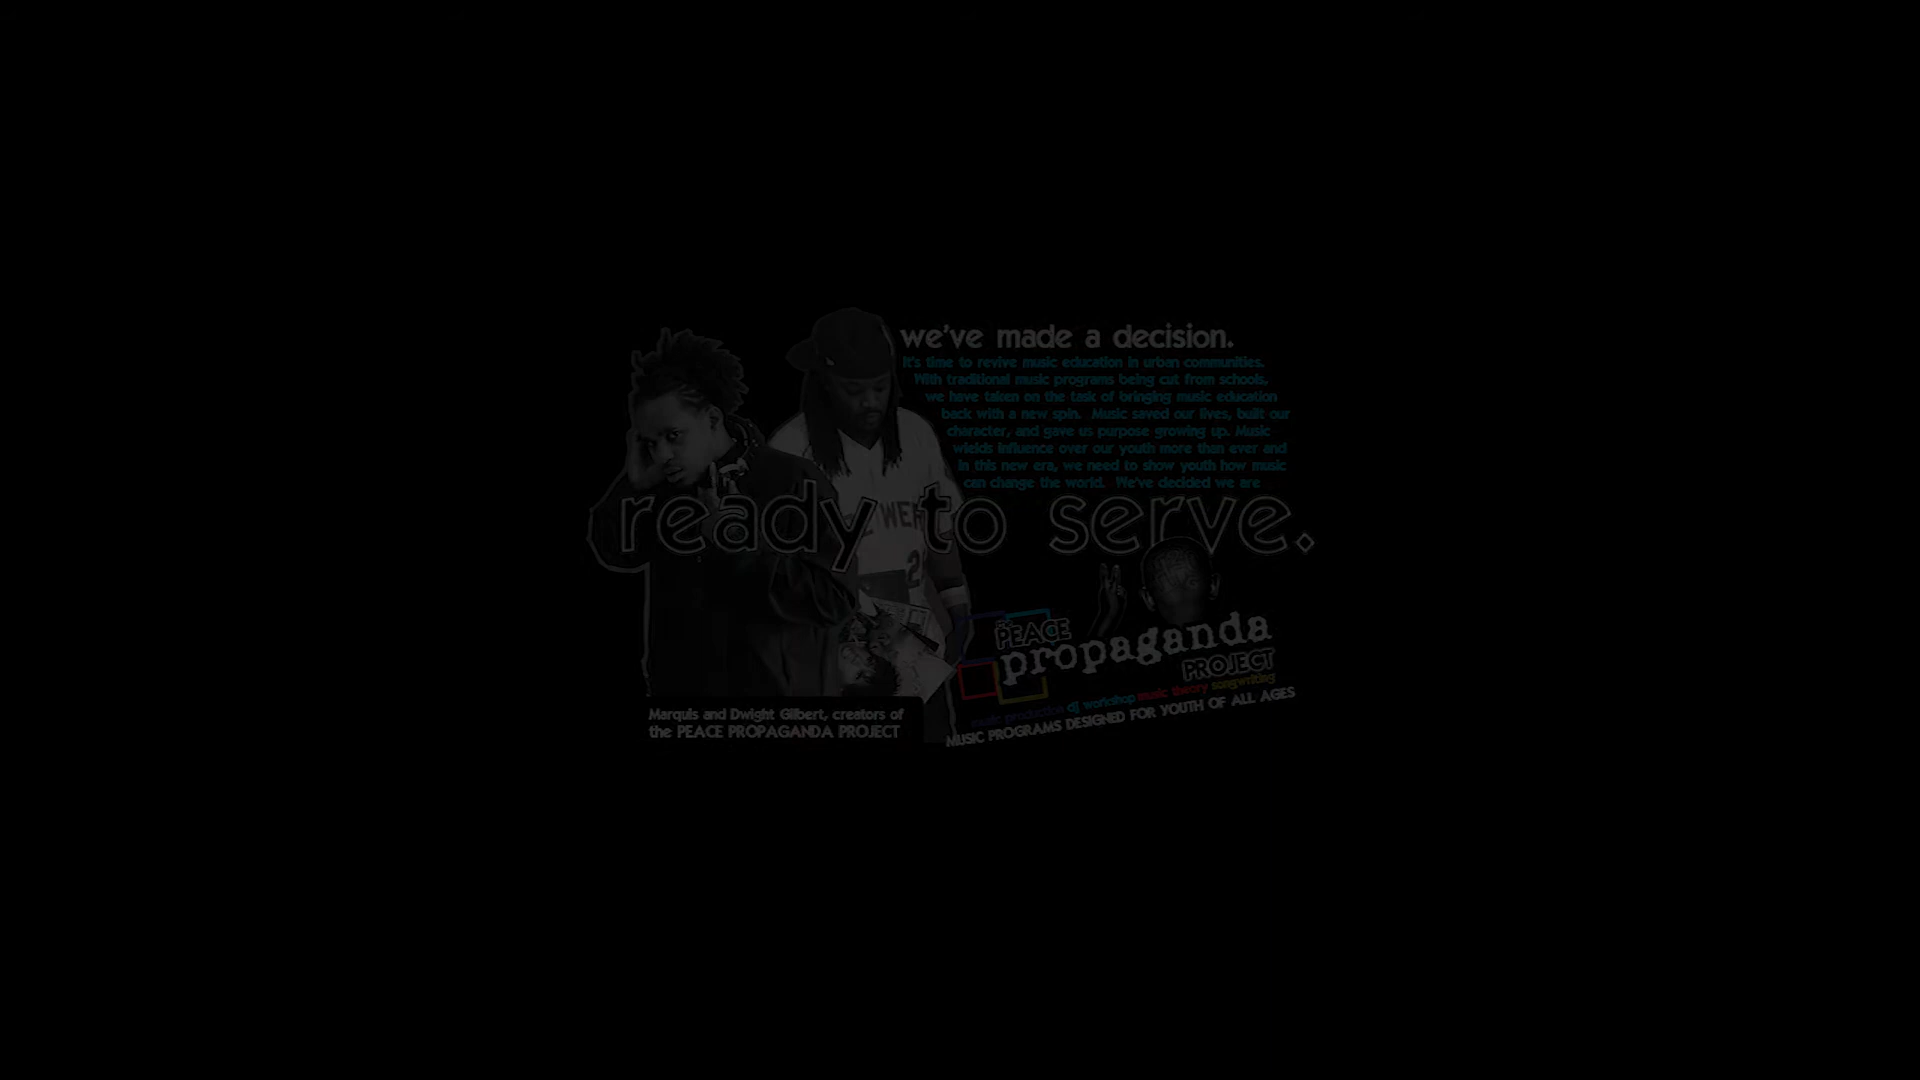 we've made a decision.
It's time to revive music education in urban communities.
With traditional music programs being cut from schools,
we have taken on the task of bringing music education
back with a new spin. Music saved our lives, built our
character, and gave us purpose growing up. Music
wields influence over our youth more than ever and
in this new era, we need to show youth how music
can change the world. We've decided we are
ready to serve.
2
the
PEACE
propaganda
PROJECT
music production dj workshop music theory songwriting
MUSIC PROGRAMS DESIGNED FOR YOUTH OF ALL AGES
Marquis and Dwight Gilbert, creators of
the PEACE PROPAGANDA PROJECT